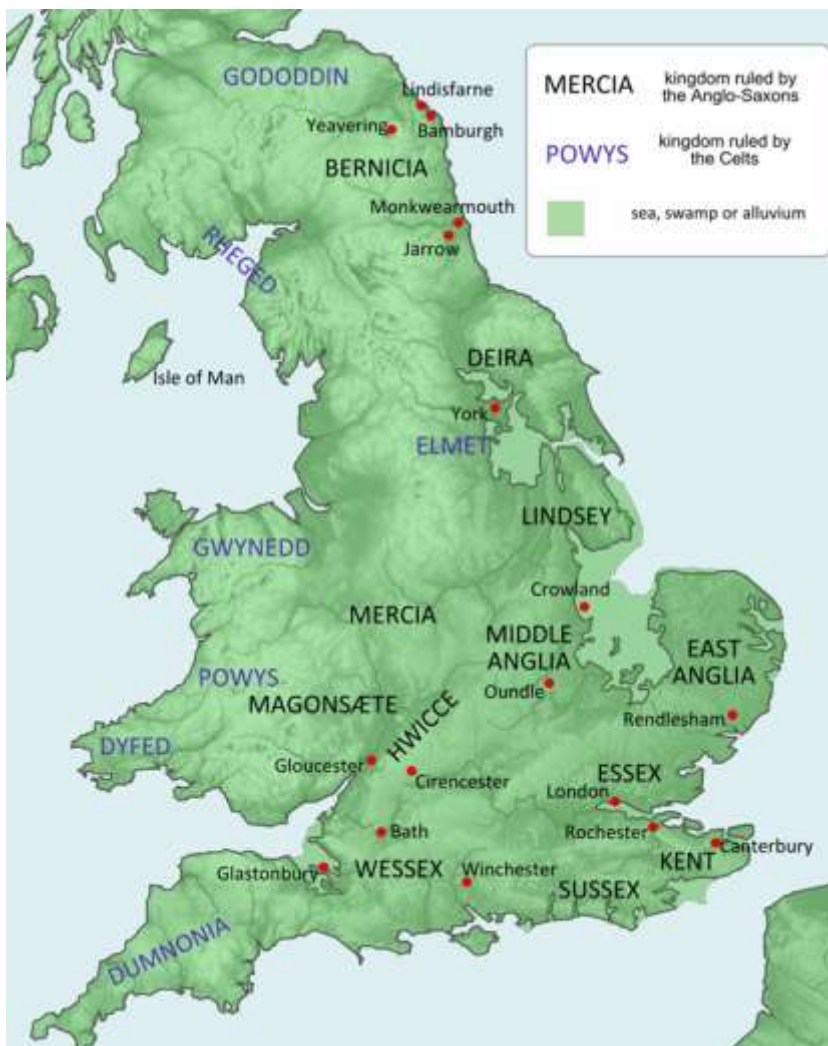 GODODDIN
Lindisfarne
Yeavering
Bamburgh
BERNICIA
Monkwearmouth
Jarrow
RHEGED
Isle of Man
DEIRA
York
ELMET
LINDSEY
GWYNEDD
Crowland
MERCIA
MIDDLE
ANGLIA
EAST
ANGLIA
Oundle
POWYS
MAGONSÆTE
HWICCE
Rendlesham
DYFED
Gloucester
Cirencester
ESSEX
London
Bath
Rochester
Canterbury
KENT
Glastonbury
WESSEX
Winchester
SUSSEX
DUMNONIA
MERCIA
kingdom ruled by
the Anglo-Saxons
POWYS
kingdom ruled by
the Celts
sea, swamp or alluvium